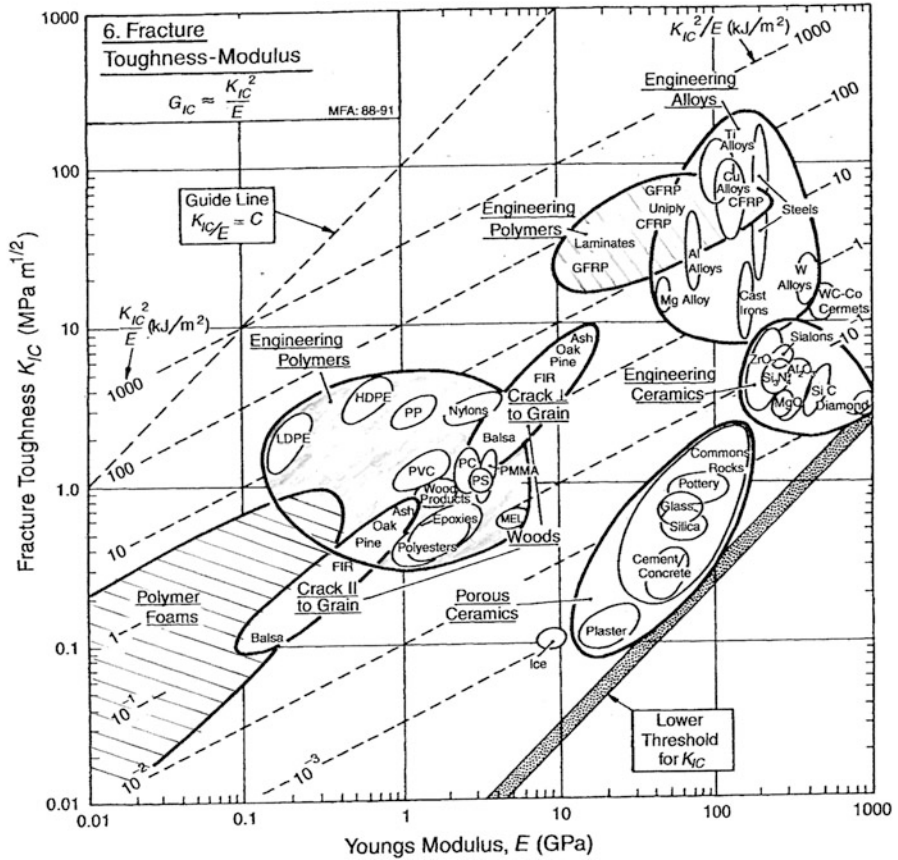 6. Fracture
Toughness-Modulus
G_IC ≈ K_IC²/E
MFA: 88-91
K_IC²/E (kJ/m²)
1000
100
10
1
10⁻¹
Guide Line
K_IC/E = C
K_IC²/E (kJ/m²)
1000
100
10
1
10⁻¹
10⁻²
10⁻³
Engineering
Alloys
Ti
Alloys
Cu
Alloys
CFRP
Steels
GFRP
Uniply
CFRP
Laminates
GFRP
Al
Alloys
Mg Alloy
Cast
Irons
W
Alloys
WC-Co
Cermets
Engineering
Polymers
Engineering
Polymers
LDPE
HDPE
PP
Nylons
PVC
PC
PS
PMMA
Wood
Products
Epoxies
Polyesters
MEL
Ash
Oak
Pine
FIR
Crack ⊥
to Grain
Balsa
Woods
Ash
Oak
Pine
FIR
Crack II
to Grain
Balsa
Polymer
Foams
Engineering
Ceramics
Sialons
ZrO₂
Si₃N₄
Al₂O₃
MgO
SiC
Diamond
Commons
Rocks
Pottery
Glass
Silica
Cement/
Concrete
Plaster
Porous
Ceramics
Ice
Lower
Threshold
for K_IC
Fracture Toughness K_IC (MPa m^1/2)
1000
100
10
1.0
0.1
0.01
0.01
0.1
1
10
100
1000
Youngs Modulus, E (GPa)